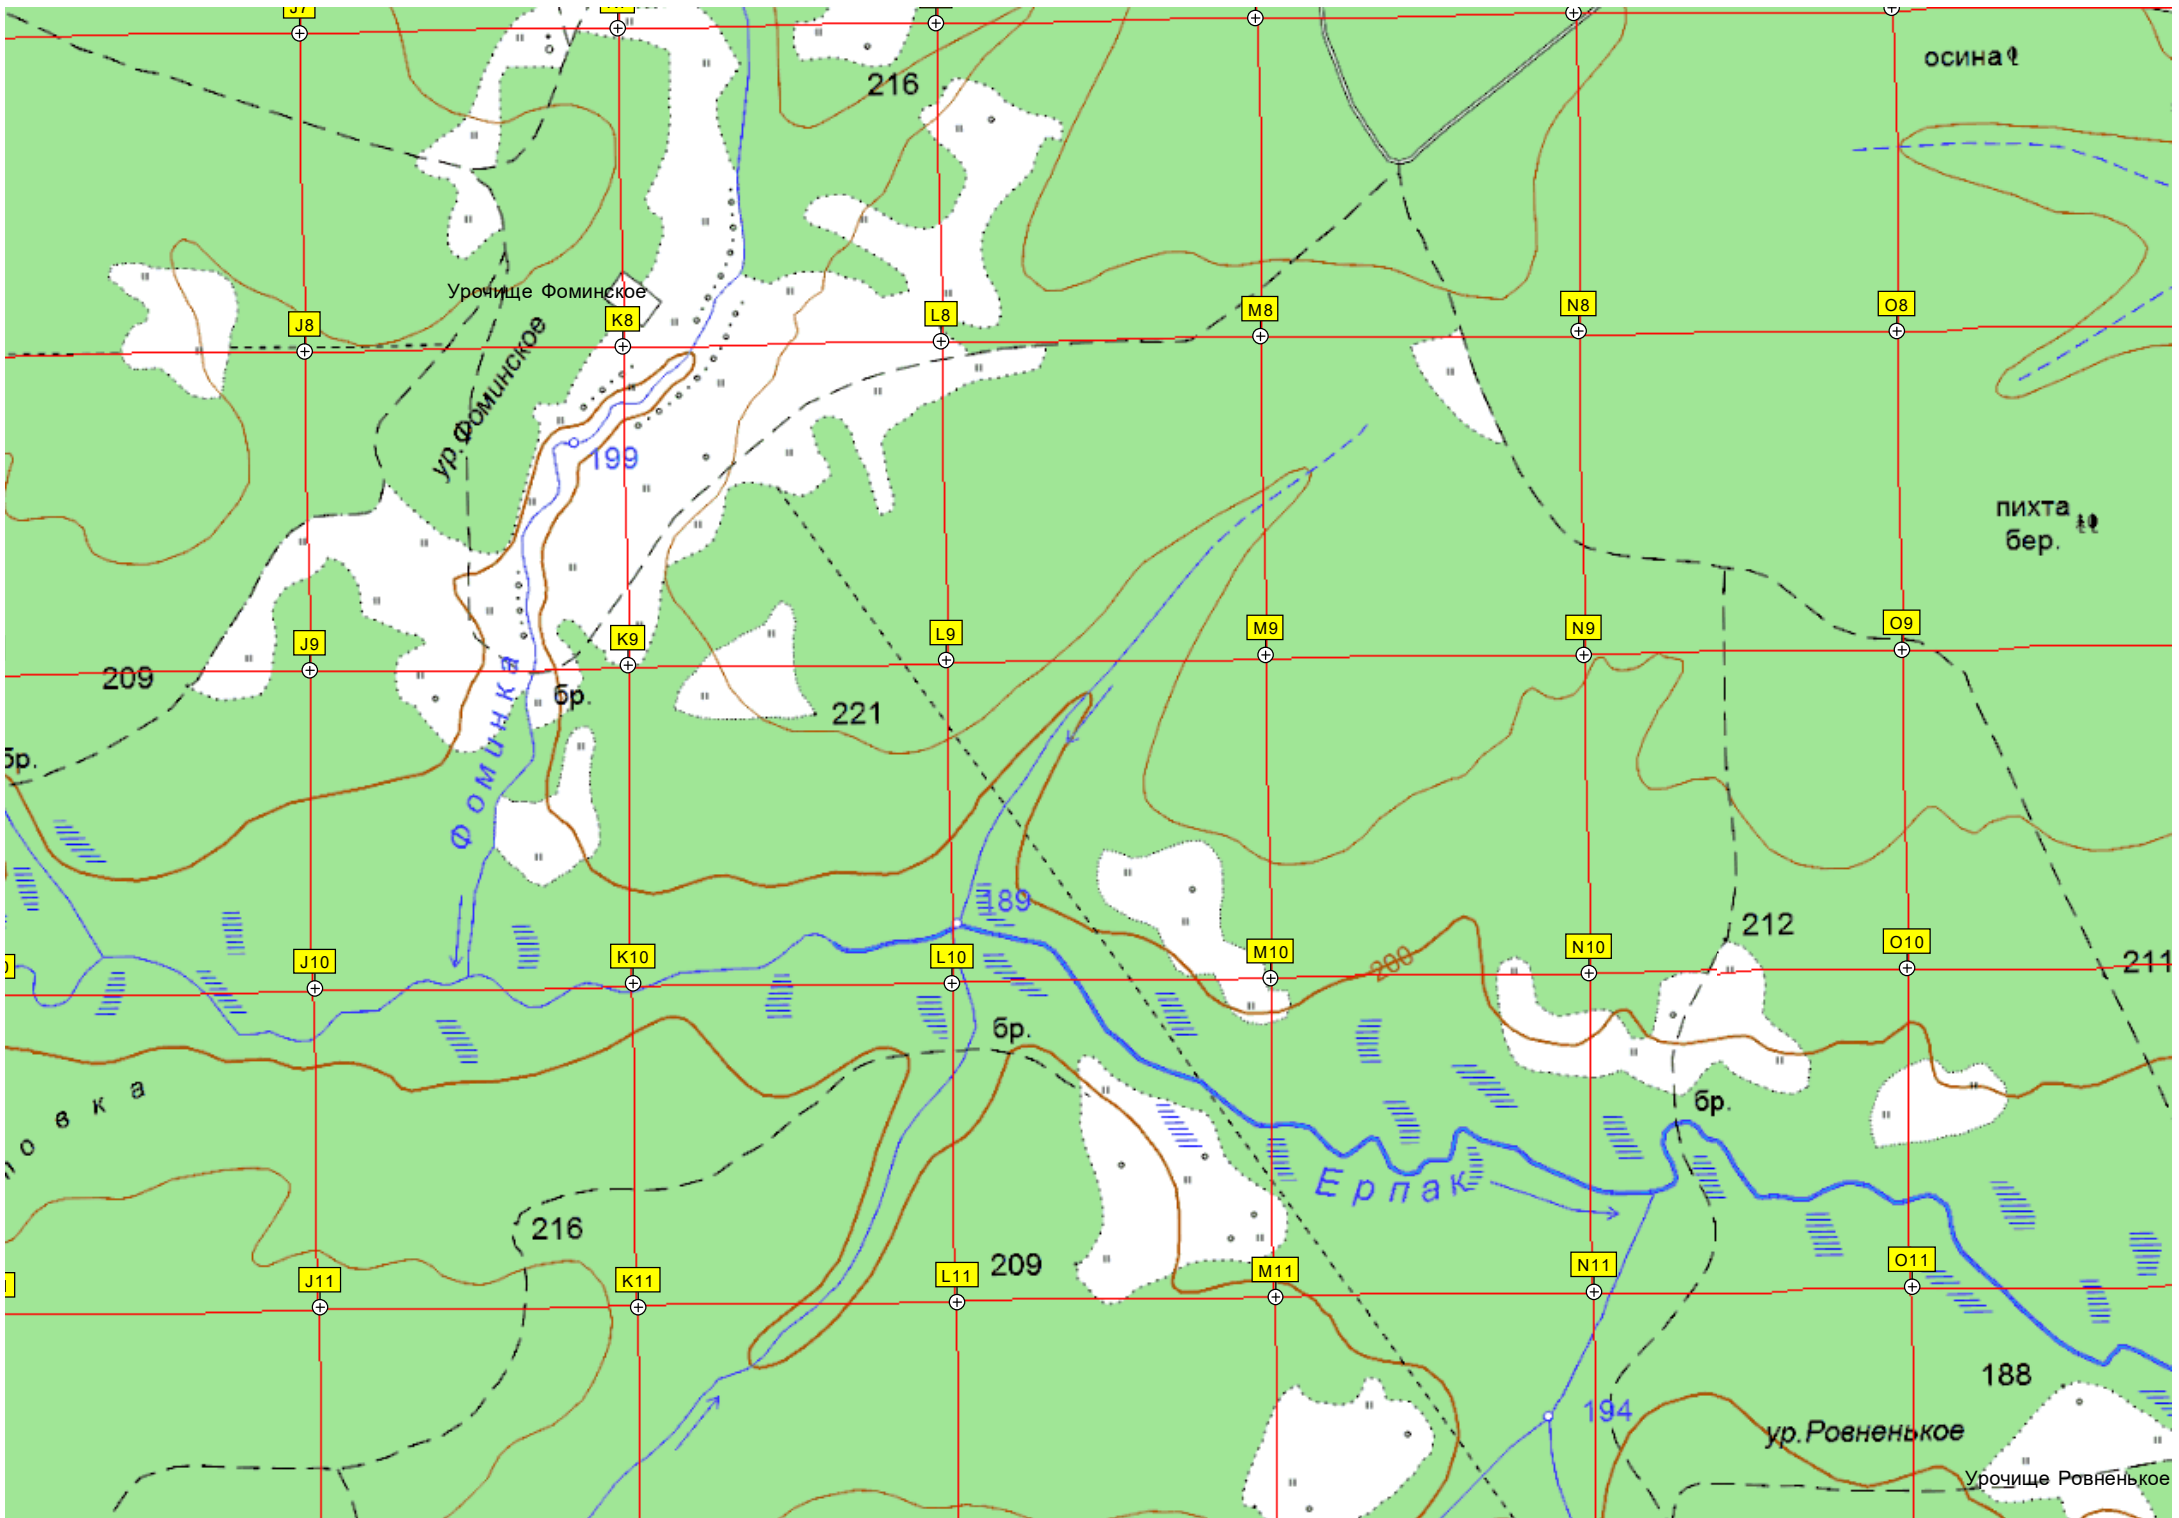 J7
216
осина
Урочище Фоминское
J8
K8
L8
M8
N8
O8
ур.Фоминское
199
пихта
бер.
J9
K9
L9
M9
N9
O9
209
бр.
221
бр.
Фоминка
189
212
200
211
J10
K10
L10
M10
N10
O10
бр.
овка
бр.
Ерпак
216
209
J11
K11
L11
M11
N11
O11
188
194
ур.Ровненькое
Урочище Ровненькое